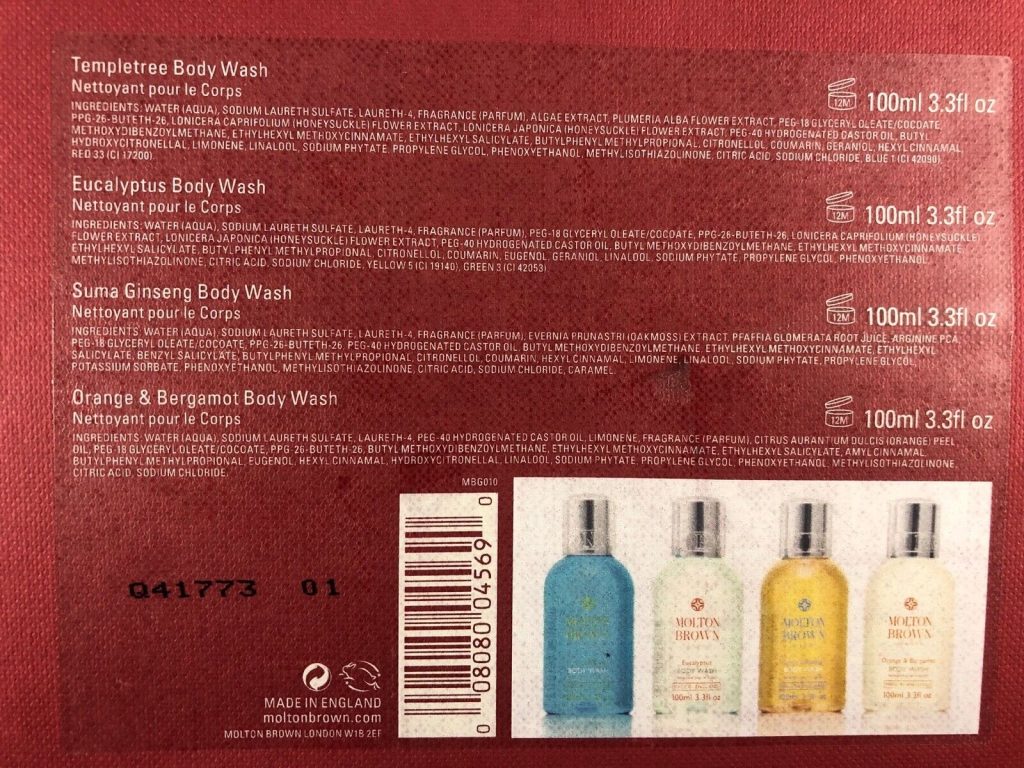 Templetree Body Wash
Nettoyant pour le Corps
12M 100ml 3.3fl oz
INGREDIENTS: WATER (AQUA), SODIUM LAURETH SULFATE, LAURETH-4, FRAGRANCE (PARFUM), ALGAE EXTRACT, PLUMERIA ALBA FLOWER EXTRACT, PEG-18 GLYCERYL OLEATE/COCOATE,
PPG-26-BUTETH-26, LONICERA CAPRIFOLIUM (HONEYSUCKLE) FLOWER EXTRACT, LONICERA JAPONICA (HONEYSUCKLE) FLOWER EXTRACT, PEG-40 HYDROGENATED CASTOR OIL, BUTYL
METHOXYDIBENZOYLMETHANE, ETHYLHEXYL METHOXYCINNAMATE, ETHYLHEXYL SALICYLATE, BUTYLPHENYL METHYLPROPIONAL, CITRONELLOL, COUMARIN, GERANIOL, HEXYL CINNAMAL,
HYDROXYCITRONELLAL, LIMONENE, LINALOOL, SODIUM PHYTATE, PROPYLENE GLYCOL, PHENOXYETHANOL, METHYLISOTHIAZOLINONE, CITRIC ACID, SODIUM CHLORIDE, BLUE 1 (CI 42090),
RED 33 (CI 17200).
Eucalyptus Body Wash
Nettoyant pour le Corps
12M 100ml 3.3fl oz
INGREDIENTS: WATER (AQUA), SODIUM LAURETH SULFATE, LAURETH-4, FRAGRANCE (PARFUM), PEG-18 GLYCERYL OLEATE/COCOATE, PPG-26-BUTETH-26, LONICERA CAPRIFOLIUM (HONEYSUCKLE)
FLOWER EXTRACT, LONICERA JAPONICA (HONEYSUCKLE) FLOWER EXTRACT, PEG-40 HYDROGENATED CASTOR OIL, BUTYL METHOXYDIBENZOYLMETHANE, ETHYLHEXYL METHOXYCINNAMATE,
ETHYLHEXYL SALICYLATE, BUTYL PHENYL METHYLPROPIONAL, CITRONELLOL, COUMARIN, EUGENOL, GERANIOL, LINALOOL, SODIUM PHYTATE, PROPYLENE GLYCOL, PHENOXYETHANOL,
METHYLISOTHIAZOLINONE, CITRIC ACID, SODIUM CHLORIDE, YELLOW 5 (CI 19140), GREEN 3 (CI 42053)
Suma Ginseng Body Wash
Nettoyant pour le Corps
12M 100ml 3.3fl oz
INGREDIENTS: WATER (AQUA), SODIUM LAURETH SULFATE, LAURETH-4, FRAGRANCE (PARFUM), EVERNIA PRUNASTRI (OAKMOSS) EXTRACT, PFAFFIA GLOMERATA ROOT JUICE, ARGININE PCA,
PEG-18 GLYCERYL OLEATE/COCOATE, PPG-26-BUTETH-26, PEG-40 HYDROGENATED CASTOR OIL, BUTYL METHOXYDIBENZOYLMETHANE, ETHYLHEXYL METHOXYCINNAMATE, ETHYLHEXYL
SALICYLATE, BENZYL SALICYLATE, BUTYLPHENYL METHYLPROPIONAL, CITRONELLOL, COUMARIN, HEXYL CINNAMAL, LIMONENE, LINALOOL, SODIUM PHYTATE, PROPYLENE GLYCOL,
POTASSIUM SORBATE, PHENOXYETHANOL, METHYLISOTHIAZOLINONE, CITRIC ACID, SODIUM CHLORIDE, CARAMEL.
Orange & Bergamot Body Wash
Nettoyant pour le Corps
12M 100ml 3.3fl oz
INGREDIENTS: WATER (AQUA), SODIUM LAURETH SULFATE, LAURETH-4, PEG-40 HYDROGENATED CASTOR OIL, LIMONENE, FRAGRANCE (PARFUM), CITRUS AURANTIUM DULCIS (ORANGE) PEEL
OIL, PEG-18 GLYCERYL OLEATE/COCOATE, PPG-26-BUTETH-26, BUTYL METHOXYDIBENZOYLMETHANE, ETHYLHEXYL METHOXYCINNAMATE, ETHYLHEXYL SALICYLATE, AMYL CINNAMAL,
BUTYLPHENYL METHYLPROPIONAL, EUGENOL, HEXYL CINNAMAL, HYDROXYCITRONELLAL, LINALOOL, SODIUM PHYTATE, PROPYLENE GLYCOL, PHENOXYETHANOL, METHYLISOTHIAZOLINONE,
CITRIC ACID, SODIUM CHLORIDE.
MBG010
0 08080 04569 0
Q41773 01
MADE IN ENGLAND
moltonbrown.com
MOLTON BROWN LONDON W1B 2EF
MOLTON
BROWN
BODY WASH
MOLTON
BROWN
Eucalyptus
BODY WASH
100ml 3.3fl oz
MOLTON
BROWN
MOLTON
BROWN
Orange & Bergamot
BODY WASH
100ml 3.3fl oz